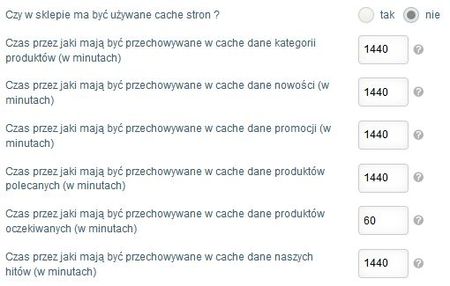 Czy w sklepie ma być używane cache stron ? tak nie
Czas przez jaki mają być przechowywane w cache dane kategorii
produktów (w minutach)
1440 ?
Czas przez jaki mają być przechowywane w cache dane nowości (w
minutach)
1440 ?
Czas przez jaki mają być przechowywane w cache dane promocji (w
minutach)
1440 ?
Czas przez jaki mają być przechowywane w cache dane produktów
polecanych (w minutach)
1440 ?
Czas przez jaki mają być przechowywane w cache dane produktów
oczekiwanych (w minutach)
60 ?
Czas przez jaki mają być przechowywane w cache dane naszych
hitów (w minutach)
1440 ?